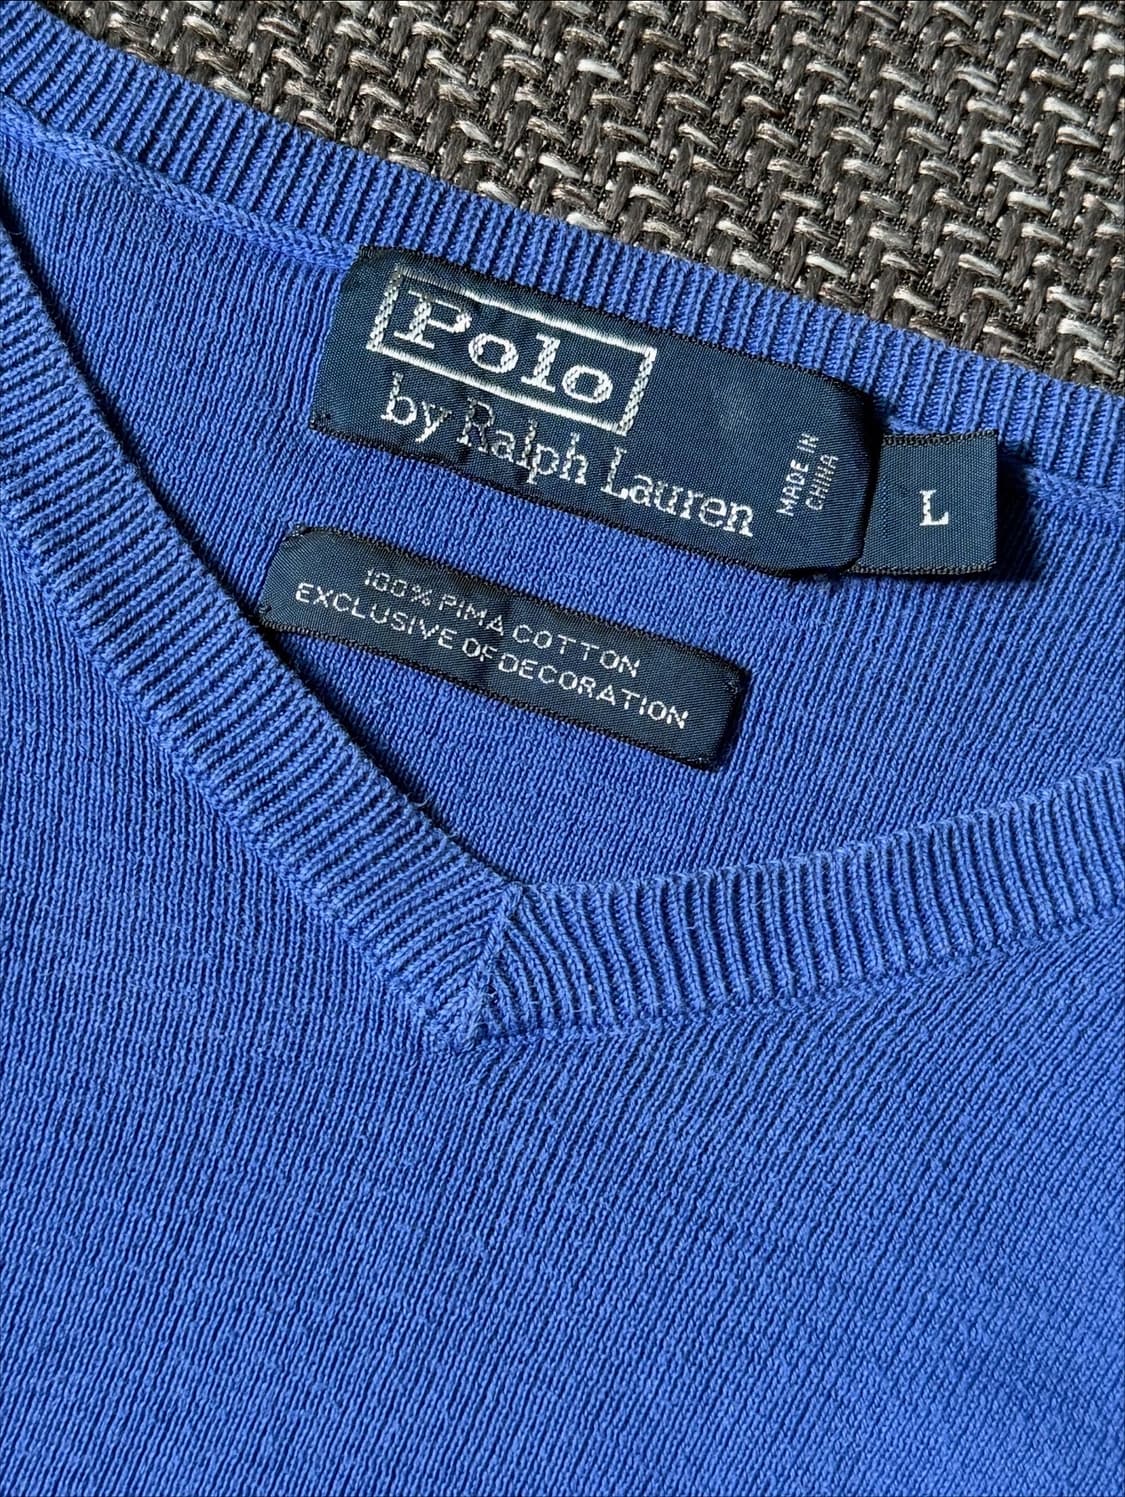 Polo
by Ralph Lauren
MADE IN
CHINA
L
100% PIMA COTTON
EXCLUSIVE OF DECORATION